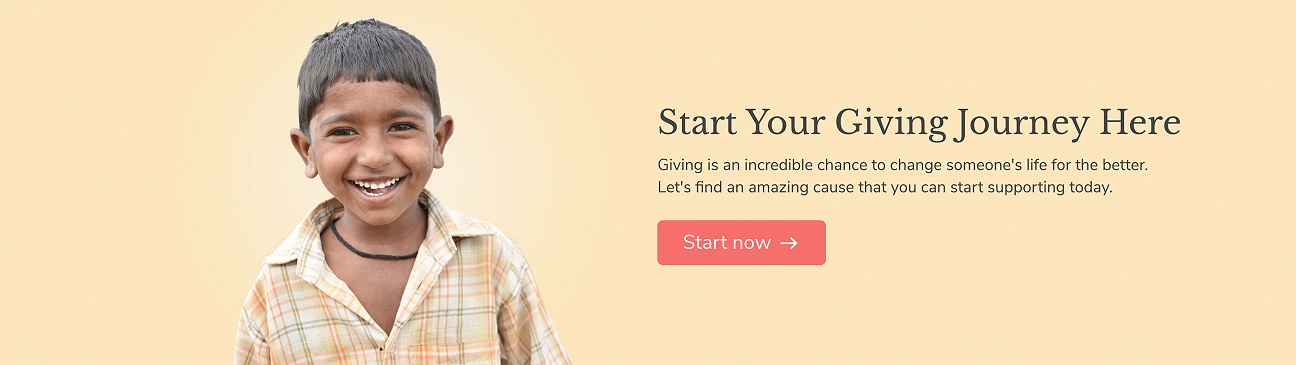 Start Your Giving Journey Here
Giving is an incredible chance to change someone's life for the better.
Let's find an amazing cause that you can start supporting today.
Start now →